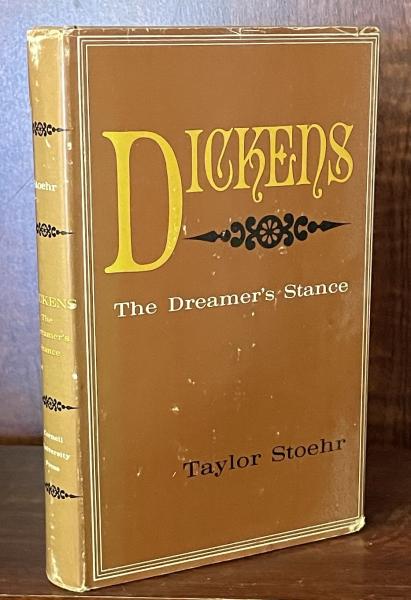 DICKENS
The Dreamer's Stance
Taylor Stoehr
Stoehr
DICKENS
The
Dreamer's
Stance
Cornell
University
Press